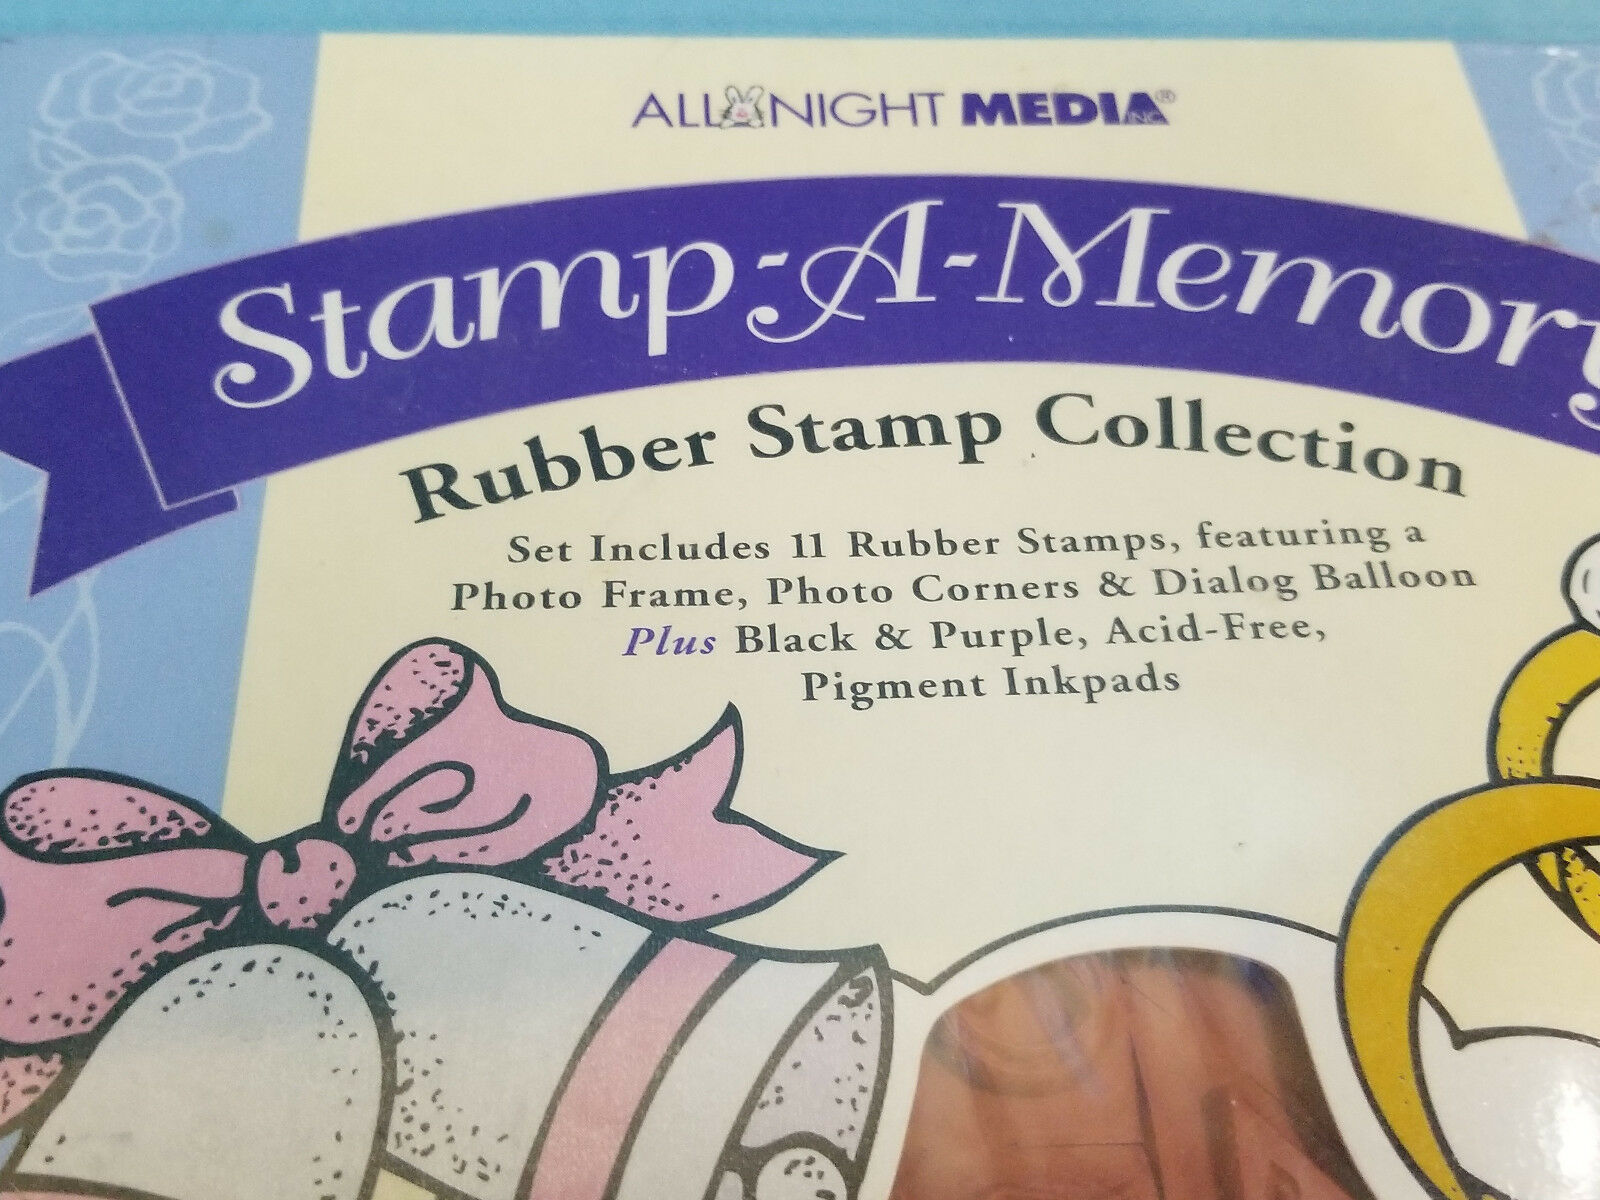 ALL NIGHT MEDIA® INC.
Stamp-A-Memory
Rubber Stamp Collection
Set Includes 11 Rubber Stamps, featuring a
Photo Frame, Photo Corners & Dialog Balloon
Plus Black & Purple, Acid-Free,
Pigment Inkpads